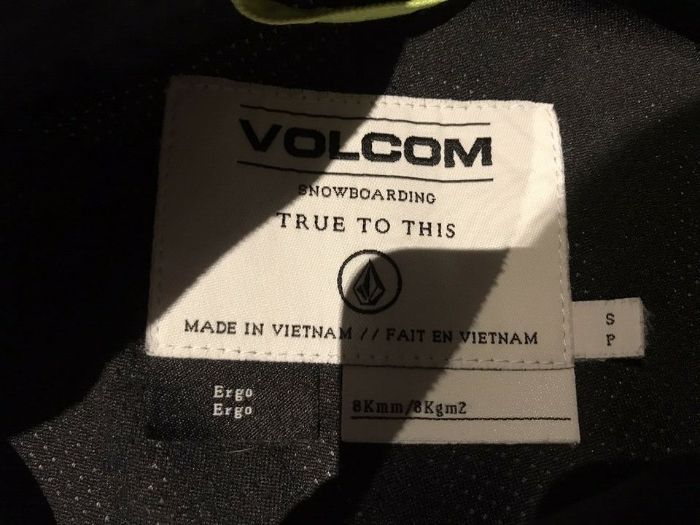 VOLCOM
SNOWBOARDING
TRUE TO THIS
MADE IN VIETNAM // FAIT EN VIETNAM
S
P
Ergo
Ergo
8Kmm/8Kgm2